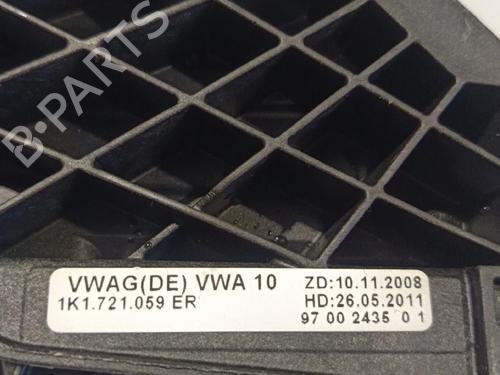 B-PARTS
VWAG(DE) VWA 10 ZD:10.11.2008
1K1.721.059 ER HD:26.05.2011
97 00 2435 0 1